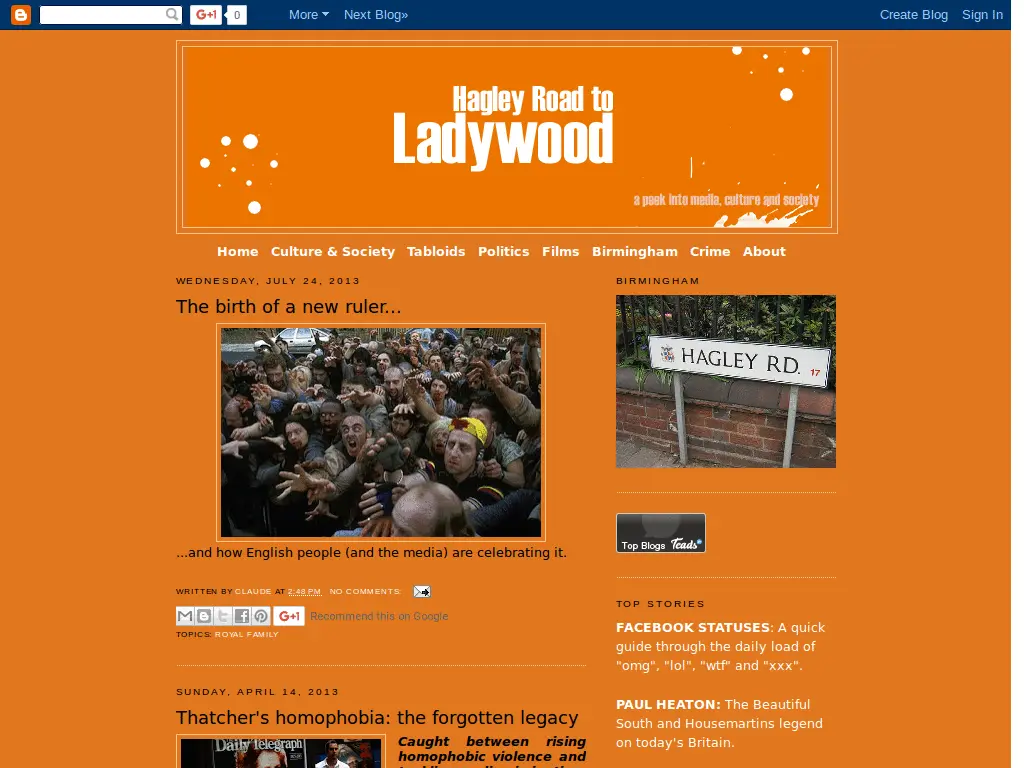 G+1 0 More Next Blog» Create Blog Sign In
Hagley Road to
Ladywood
a peek into media, culture and society
Home Culture & Society Tabloids Politics Films Birmingham Crime About
WEDNESDAY, JULY 24, 2013
The birth of a new ruler...
...and how English people (and the media) are celebrating it.
WRITTEN BY CLAUDE AT 2:48 PM NO COMMENTS:
G+1 Recommend this on Google
TOPICS: ROYAL FAMILY
SUNDAY, APRIL 14, 2013
Thatcher's homophobia: the forgotten legacy
Daily Telegraph
Caught between rising
homophobic violence and
BIRMINGHAM
HAGLEY RD. 17
Top Blogs Teads
TOP STORIES
FACEBOOK STATUSES: A quick
guide through the daily load of
"omg", "lol", "wtf" and "xxx".
PAUL HEATON: The Beautiful
South and Housemartins legend
on today's Britain.